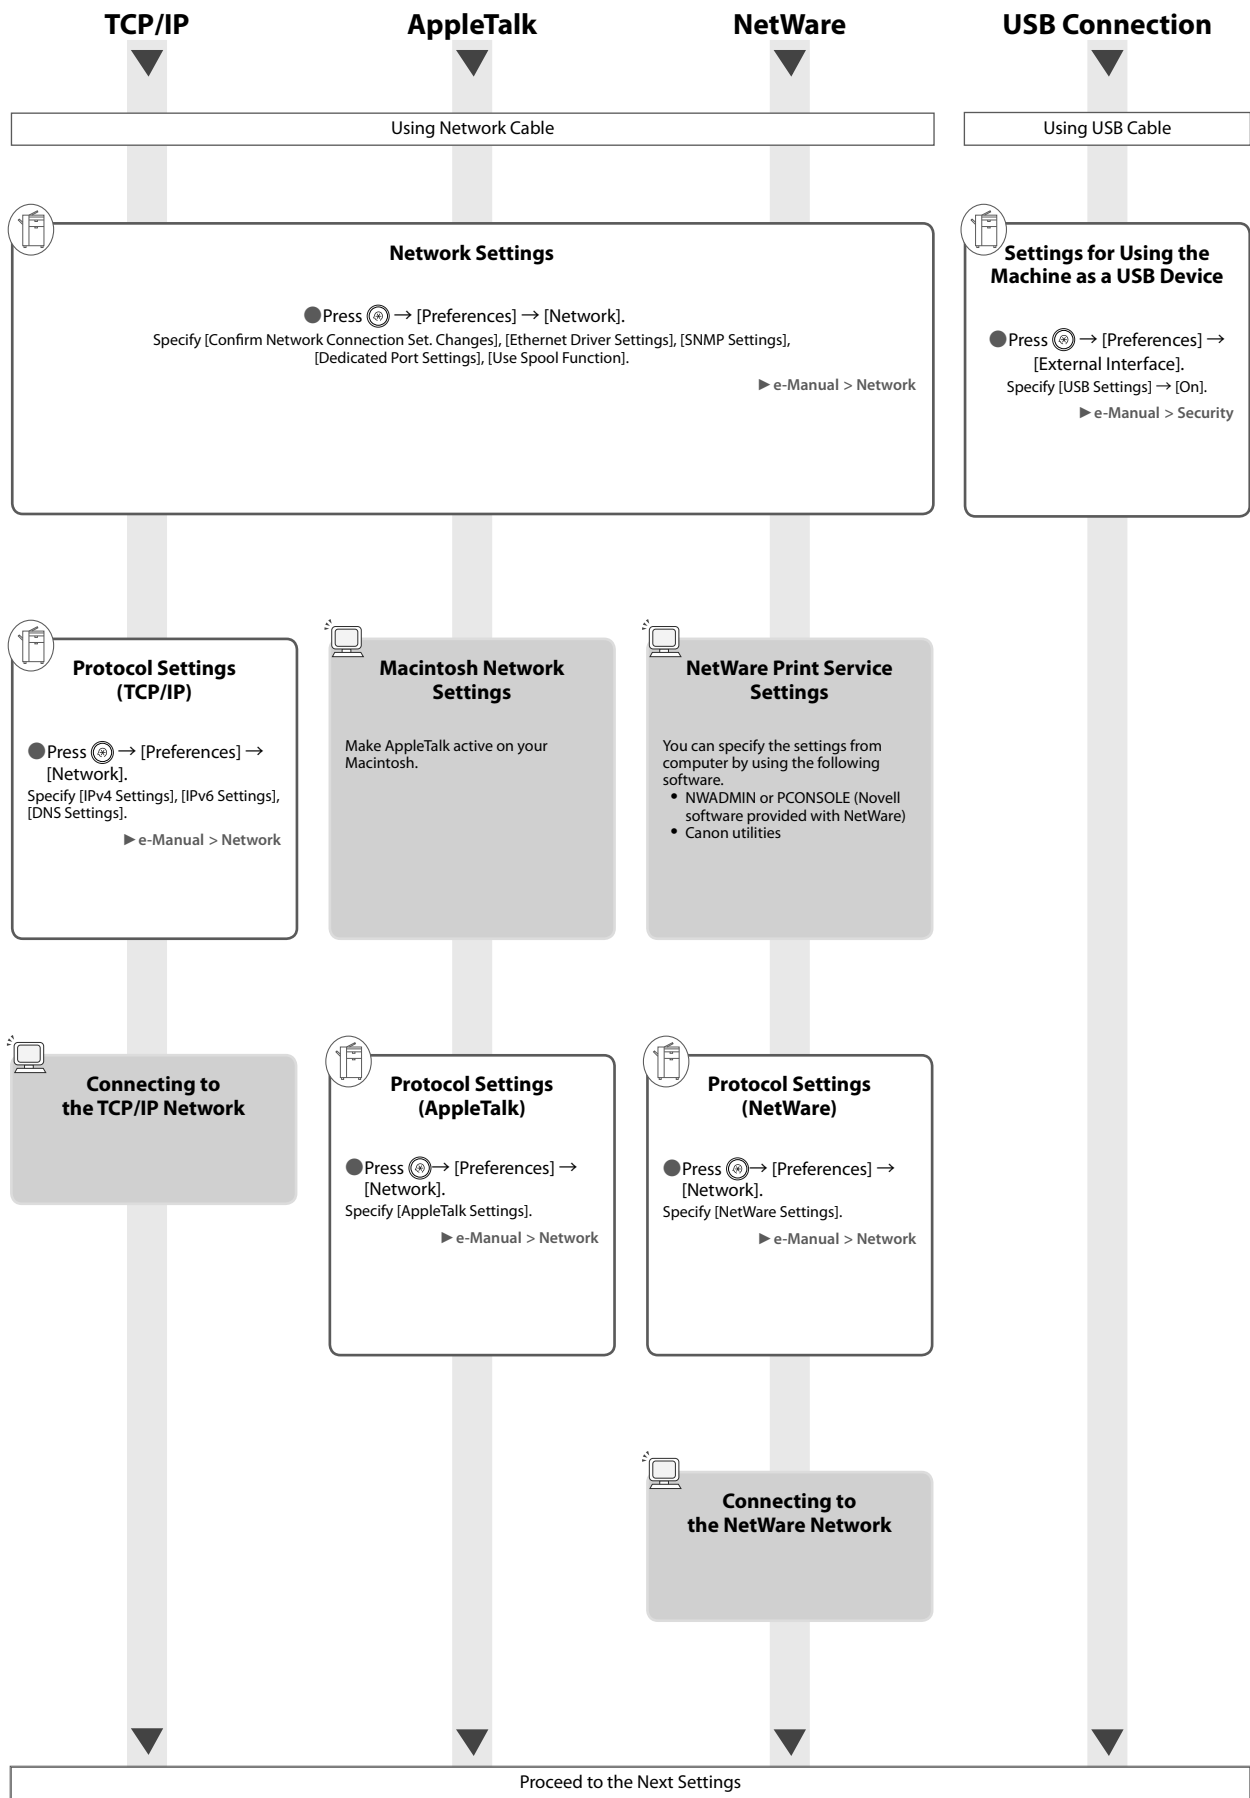 TCP/IP
AppleTalk
NetWare
USB Connection
Using Network Cable
Using USB Cable
Network Settings
●Press → [Preferences] → [Network].
Specify [Confirm Network Connection Set. Changes], [Ethernet Driver Settings], [SNMP Settings],
[Dedicated Port Settings], [Use Spool Function].
►e-Manual > Network
Settings for Using the
Machine as a USB Device
●Press → [Preferences] →
[External Interface].
Specify [USB Settings] → [On].
►e-Manual > Security
Protocol Settings
(TCP/IP)
●Press → [Preferences] →
[Network].
Specify [IPv4 Settings], [IPv6 Settings],
[DNS Settings].
►e-Manual > Network
Macintosh Network
Settings
Make AppleTalk active on your
Macintosh.
NetWare Print Service
Settings
You can specify the settings from
computer by using the following
software.
• NWADMIN or PCONSOLE (Novell
software provided with NetWare)
• Canon utilities
Connecting to
the TCP/IP Network
Protocol Settings
(AppleTalk)
●Press → [Preferences] →
[Network].
Specify [AppleTalk Settings].
►e-Manual > Network
Protocol Settings
(NetWare)
●Press → [Preferences] →
[Network].
Specify [NetWare Settings].
►e-Manual > Network
Connecting to
the NetWare Network
Proceed to the Next Settings